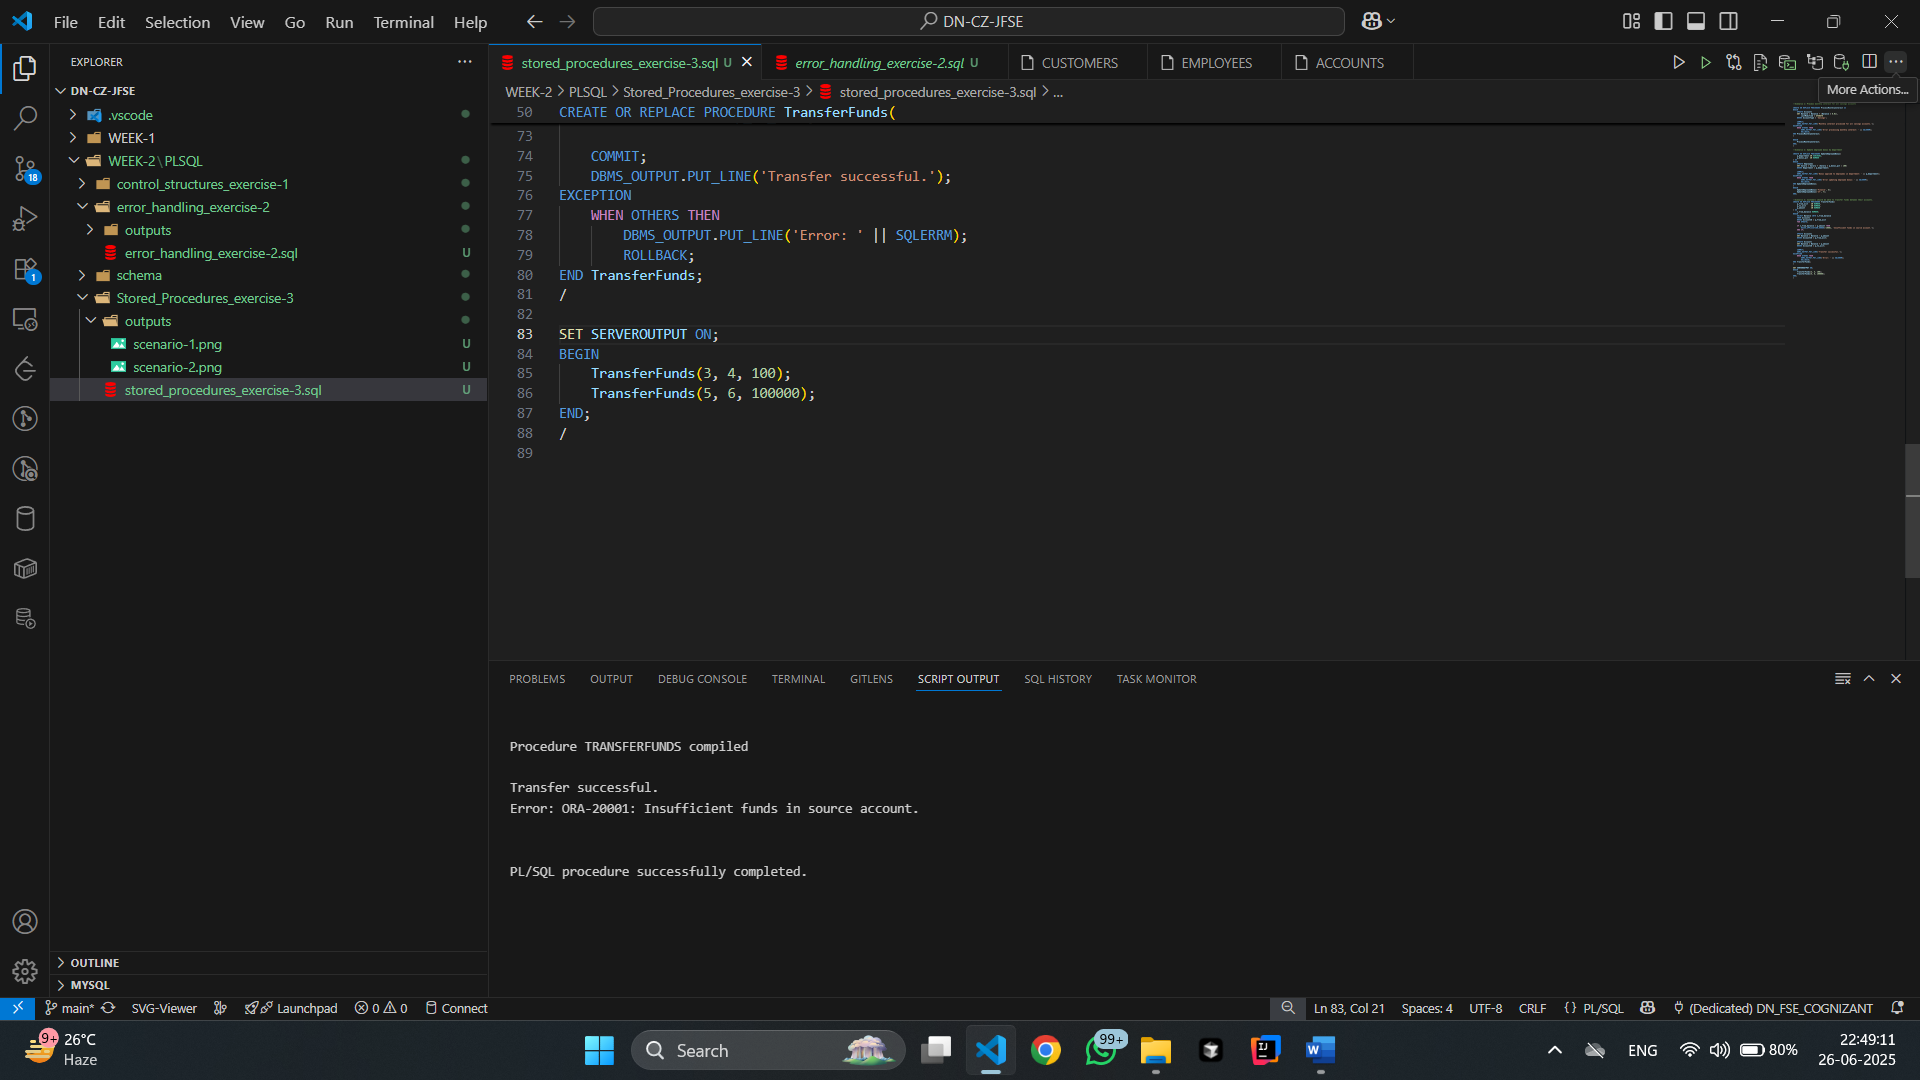 File Edit Selection View Go Run Terminal Help
DN-CZ-JFSE
EXPLORER
DN-CZ-JFSE
.vscode
WEEK-1
WEEK-2\PLSQL
control_structures_exercise-1
error_handling_exercise-2
outputs
error_handling_exercise-2.sql U
schema
Stored_Procedures_exercise-3
outputs
scenario-1.png U
scenario-2.png U
stored_procedures_exercise-3.sql U
OUTLINE
MYSQL
18
1
stored_procedures_exercise-3.sql U
error_handling_exercise-2.sql U
CUSTOMERS
EMPLOYEES
ACCOUNTS
More Actions...
WEEK-2 > PLSQL > Stored_Procedures_exercise-3 > stored_procedures_exercise-3.sql > ...
50 CREATE OR REPLACE PROCEDURE TransferFunds(
73
74 COMMIT;
75 DBMS_OUTPUT.PUT_LINE('Transfer successful.');
76 EXCEPTION
77 WHEN OTHERS THEN
78 DBMS_OUTPUT.PUT_LINE('Error: ' || SQLERRM);
79 ROLLBACK;
80 END TransferFunds;
81 /
82
83 SET SERVEROUTPUT ON;
84 BEGIN
85 TransferFunds(3, 4, 100);
86 TransferFunds(5, 6, 100000);
87 END;
88 /
89
PROBLEMS OUTPUT DEBUG CONSOLE TERMINAL GITLENS SCRIPT OUTPUT SQL HISTORY TASK MONITOR
Procedure TRANSFERFUNDS compiled
Transfer successful.
Error: ORA-20001: Insufficient funds in source account.
PL/SQL procedure successfully completed.
main* SVG-Viewer Launchpad 0 0 Connect
Ln 83, Col 21 Spaces: 4 UTF-8 CRLF {} PL/SQL (Dedicated) DN_FSE_COGNIZANT
9+ 26°C
Haze
Search
99+
ENG
80%
22:49:11
26-06-2025